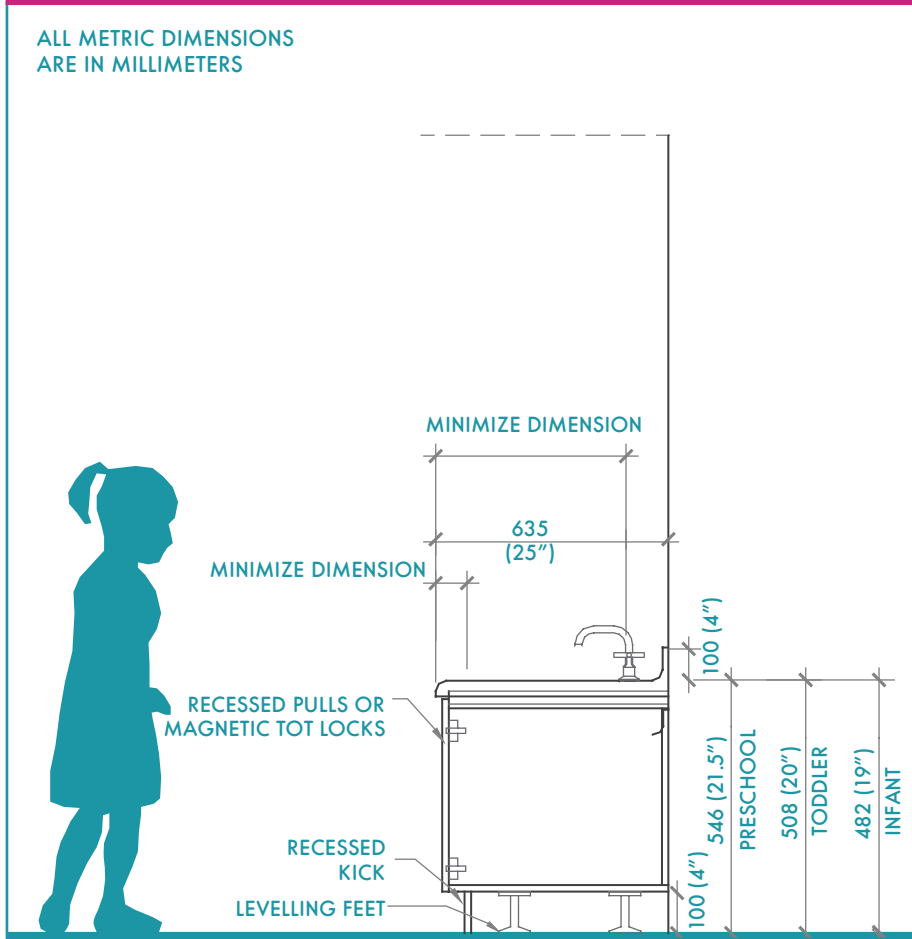 ALL METRIC DIMENSIONS
ARE IN MILLIMETERS
MINIMIZE DIMENSION
635
(25″)
MINIMIZE DIMENSION
100 (4″)
RECESSED PULLS OR
MAGNETIC TOT LOCKS
546 (21.5″)
PRESCHOOL
508 (20″)
TODDLER
482 (19″)
INFANT
RECESSED
KICK
100 (4″)
LEVELLING FEET